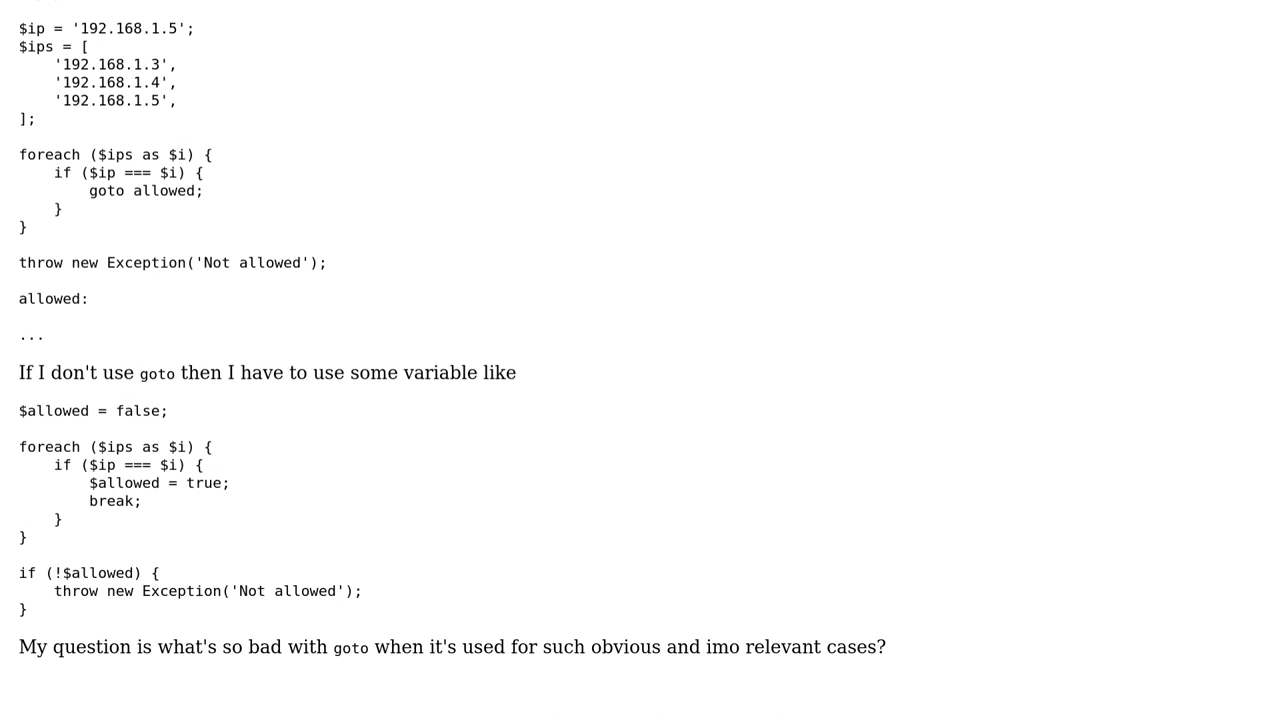 $ip = '192.168.1.5';
$ips = [
    '192.168.1.3',
    '192.168.1.4',
    '192.168.1.5',
];
foreach ($ips as $i) {
    if ($ip === $i) {
        goto allowed;
    }
}
throw new Exception('Not allowed');
allowed:
...
If I don't use goto then I have to use some variable like
$allowed = false;
foreach ($ips as $i) {
    if ($ip === $i) {
        $allowed = true;
        break;
    }
}
if (!$allowed) {
    throw new Exception('Not allowed');
}
My question is what's so bad with goto when it's used for such obvious and imo relevant cases?